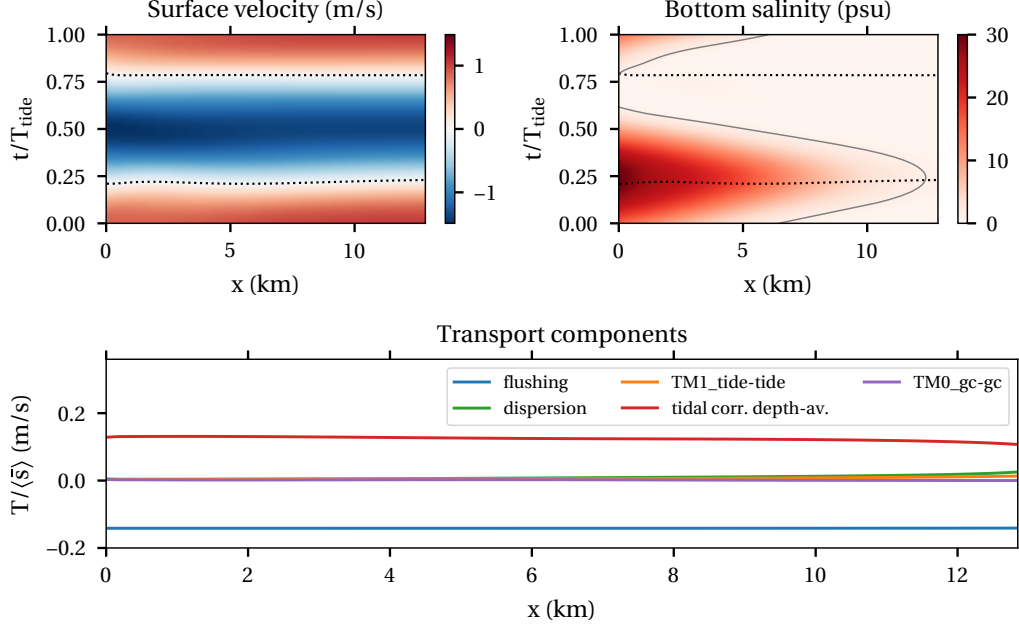 Surface velocity (m/s)
1.00
0.75
0.50
0.25
0.00
t/T_tide
0
5
10
x (km)
1
0
−1
Bottom salinity (psu)
1.00
0.75
0.50
0.25
0.00
t/T_tide
0
5
10
x (km)
30
20
10
0
Transport components
flushing
TM1_tide-tide
TM0_gc-gc
dispersion
tidal corr. depth-av.
0.2
0.0
−0.2
T/⟨s̄⟩ (m/s)
0
2
4
6
8
10
12
x (km)